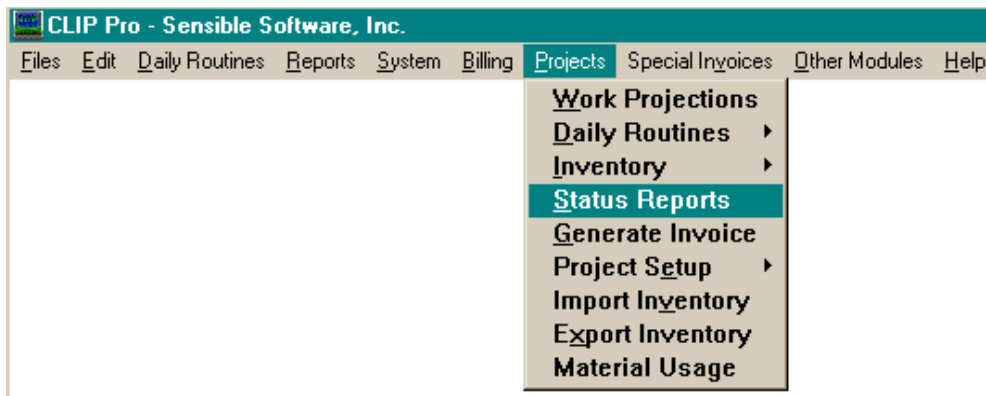 CLIP Pro - Sensible Software, Inc.
Files Edit Daily Routines Reports System Billing Projects Special Invoices Other Modules Help
Work Projections
Daily Routines
Inventory
Status Reports
Generate Invoice
Project Setup
Import Inventory
Export Inventory
Material Usage